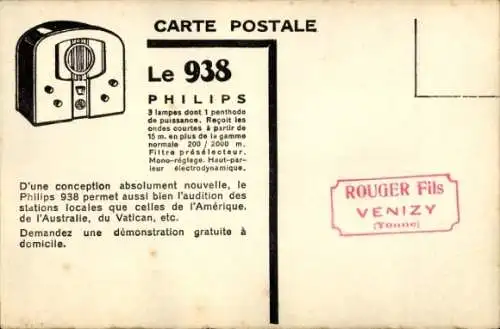 CARTE POSTALE
Le 938
PHILIPS
3 lampes dont 1 penthode
de puissance. Reçoit les
ondes courtes à partir de
15 m. en plus de la gamme
normale 200 / 2000 m.
Filtre présélecteur.
Mono-réglage. Haut-par-
leur électrodynamique.
D'une conception absolument nouvelle, le
Philips 938 permet aussi bien l'audition des
stations locales que celles de l'Amérique,
de l'Australie, du Vatican, etc.
Demandez une démonstration gratuite à
domicile.
ROUGER Fils
VENIZY
(Yonne)